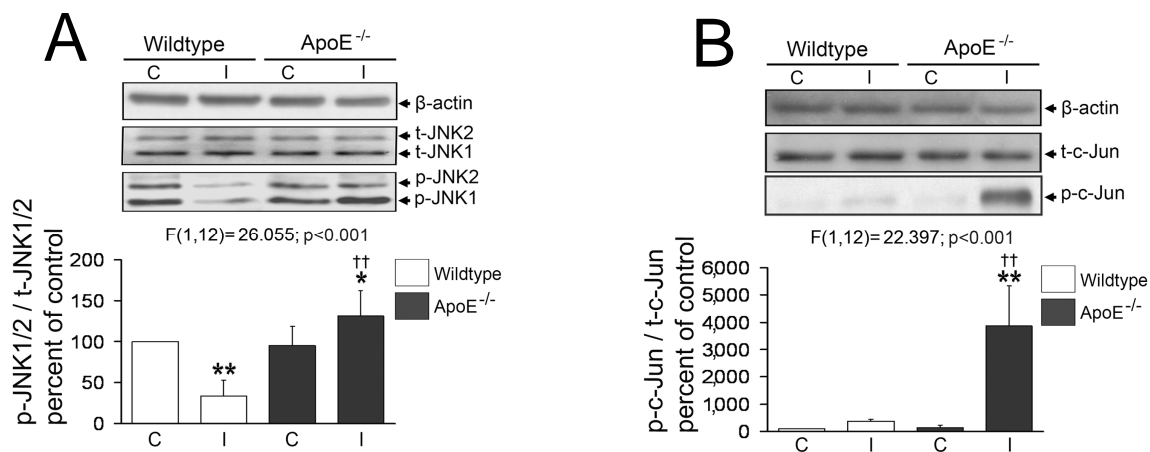 A
Wildtype ApoE-/-
C I C I
β-actin
t-JNK2
t-JNK1
p-JNK2
p-JNK1
F(1,12)=26.055; p<0.001
p-JNK1/2 / t-JNK1/2
percent of control
200
150
100
50
0
**
††
*
Wildtype
ApoE-/-
C I C I
B
Wildtype ApoE-/-
C I C I
β-actin
t-c-Jun
p-c-Jun
F(1,12)=22.397; p<0.001
p-c-Jun / t-c-Jun
percent of control
6,000
5,000
4,000
3,000
2,000
1,000
0
††
**
Wildtype
ApoE-/-
C I C I